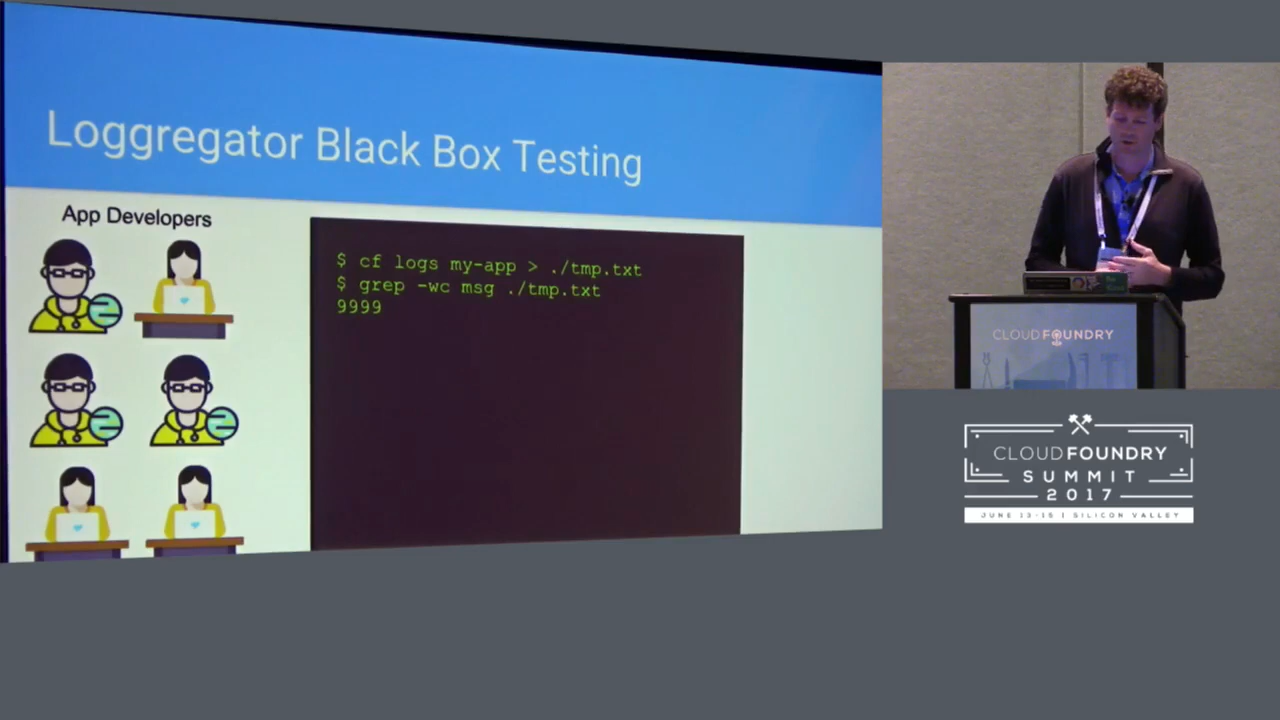 Loggregator Black Box Testing
App Developers
$ cf logs my-app > ./tmp.txt
$ grep -wc msg ./tmp.txt
9999
CLOUD FOUNDRY
CLOUD FOUNDRY
SUMMIT
2017
JUNE 13-15 | SILICON VALLEY